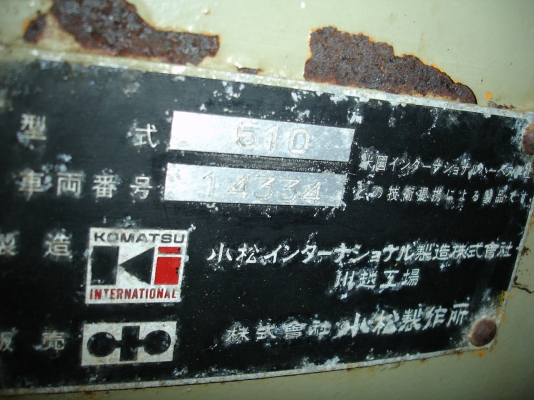 型式 510
米国インターナショナルハーベスター
車両番号 14334
との技術提携による製品です
製造 KOMATSU
INTERNATIONAL
小松インターナショナル製造株式會社
川越工場
販売 株式會社 小松製作所